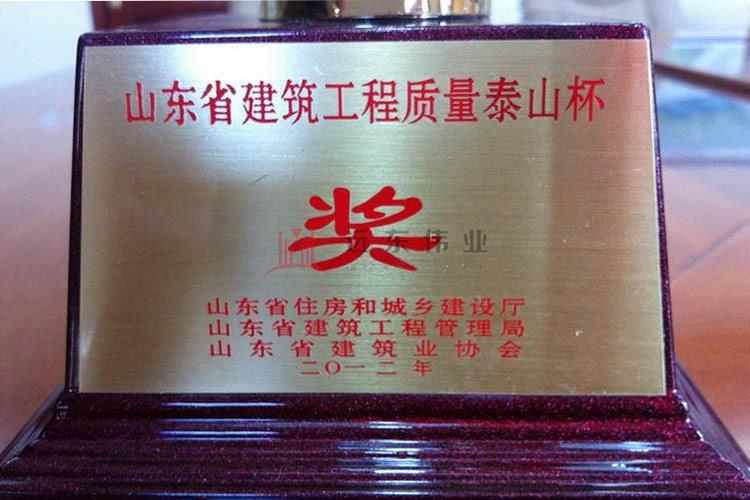 山东省建筑工程质量泰山杯
奖
远东伟业
山东省住房和城乡建设厅
山东省建筑工程管理局
山东省建筑业协会
二〇一二年